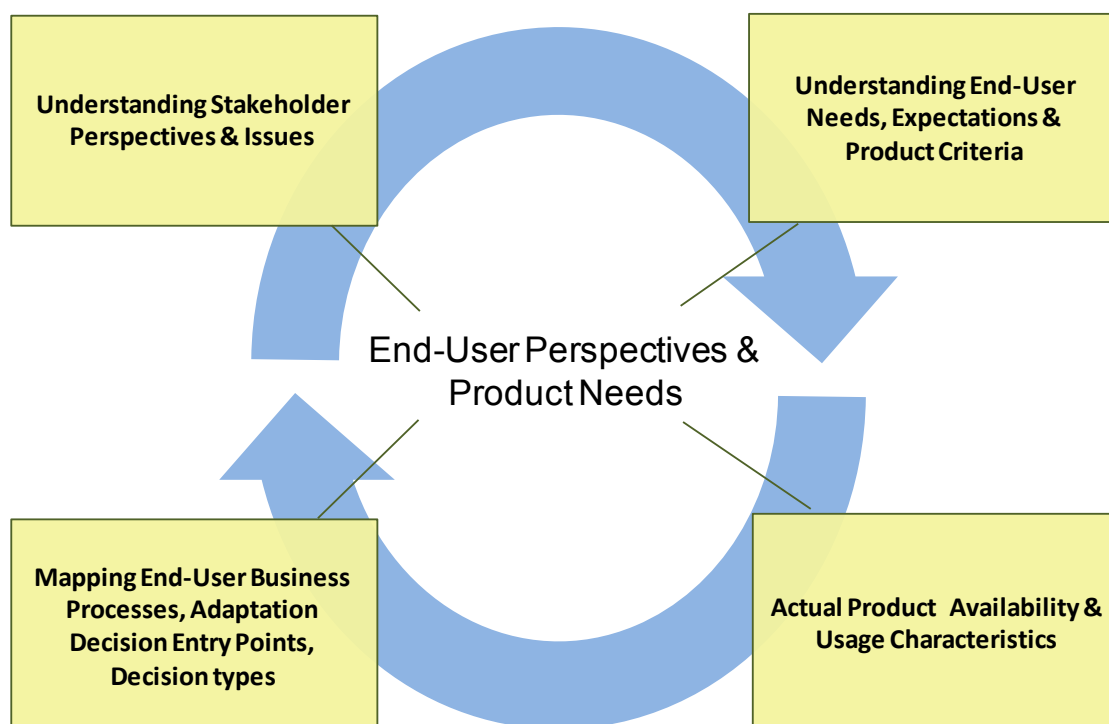 Understanding Stakeholder
Perspectives & Issues
Understanding End-User
Needs, Expectations &
Product Criteria
End-User Perspectives &
Product Needs
Mapping End-User Business
Processes, Adaptation
Decision Entry Points,
Decision types
Actual Product Availability &
Usage Characteristics